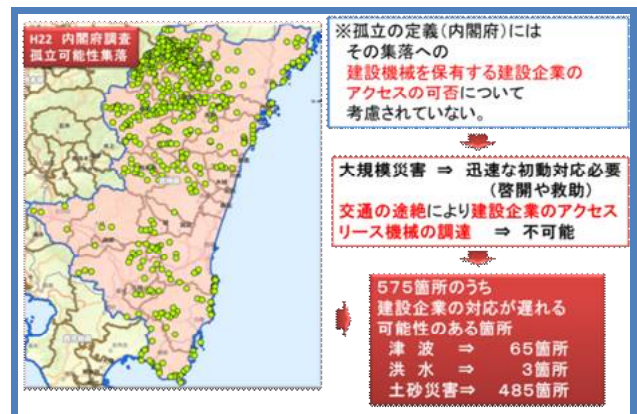 H22 内閣府調査
孤立可能性集落
※孤立の定義(内閣府)には
その集落への
建設機械を保有する建設企業の
アクセスの可否について
考慮されていない。
大規模災害 ⇒ 迅速な初動対応必要
(啓開や救助)
交通の途絶により建設企業のアクセス
リース機械の調達 ⇒ 不可能
575箇所のうち
建設企業の対応が遅れる
可能性のある箇所
津 波 ⇒ 65箇所
洪 水 ⇒ 3箇所
土砂災害⇒ 485箇所